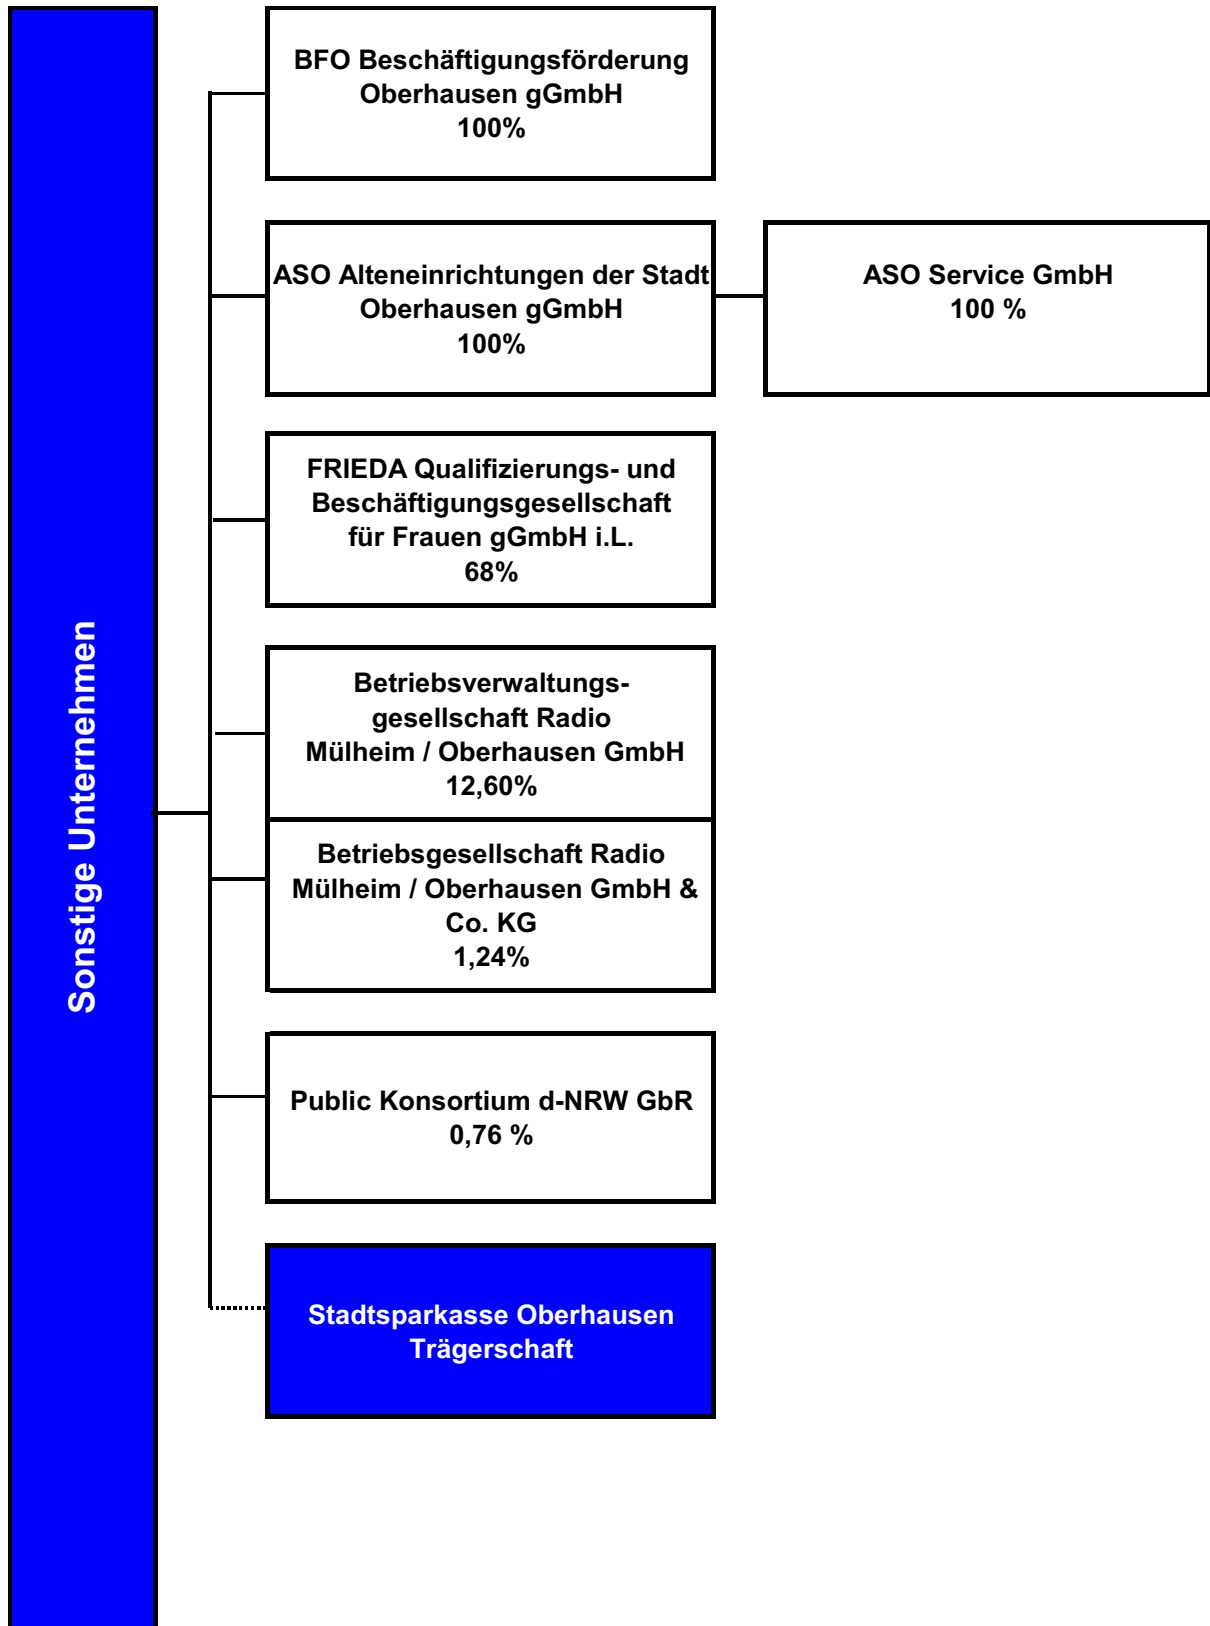 Sonstige Unternehmen
BFO Beschäftigungsförderung
Oberhausen gGmbH
100%
ASO Alteneinrichtungen der Stadt
Oberhausen gGmbH
100%
ASO Service GmbH
100 %
FRIEDA Qualifizierungs- und
Beschäftigungsgesellschaft
für Frauen gGmbH i.L.
68%
Betriebsverwaltungs-
gesellschaft Radio
Mülheim / Oberhausen GmbH
12,60%
Betriebsgesellschaft Radio
Mülheim / Oberhausen GmbH &
Co. KG
1,24%
Public Konsortium d-NRW GbR
0,76 %
Stadtsparkasse Oberhausen
Trägerschaft